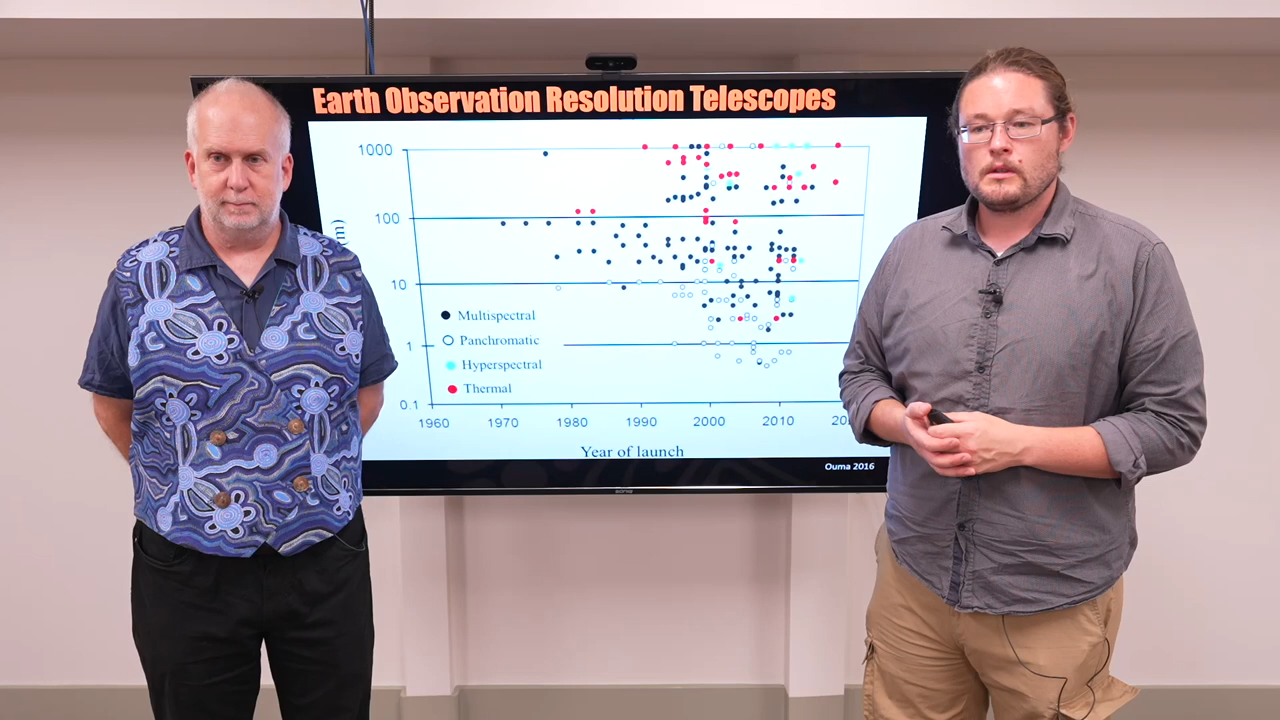 Earth Observation Resolution Telescopes
1000
100
(m)
10
1
0.1
Multispectral
Panchromatic
Hyperspectral
Thermal
1960 1970 1980 1990 2000 2010
Year of launch
Ouma 2016